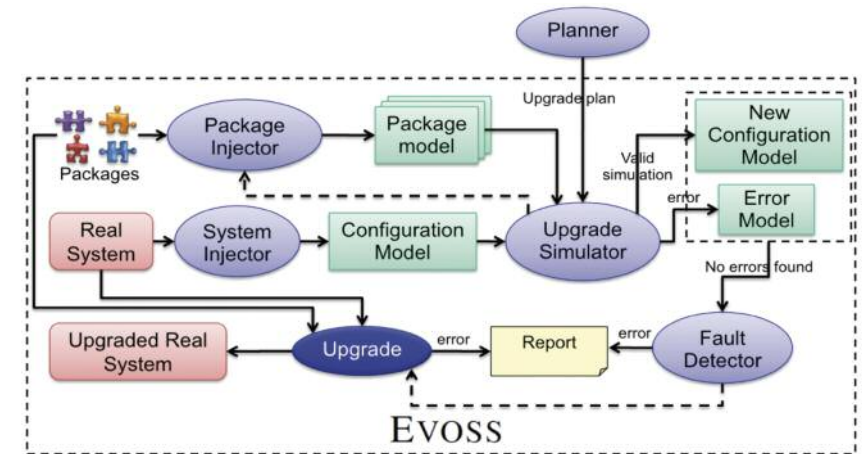 Planner
Upgrade plan
Packages
Package
Injector
Package
model
New
Configuration
Model
Valid
simulation
error
Error
Model
Real
System
System
Injector
Configuration
Model
Upgrade
Simulator
No errors found
Upgraded Real
System
Upgrade
error
Report
error
Fault
Detector
EVOSS